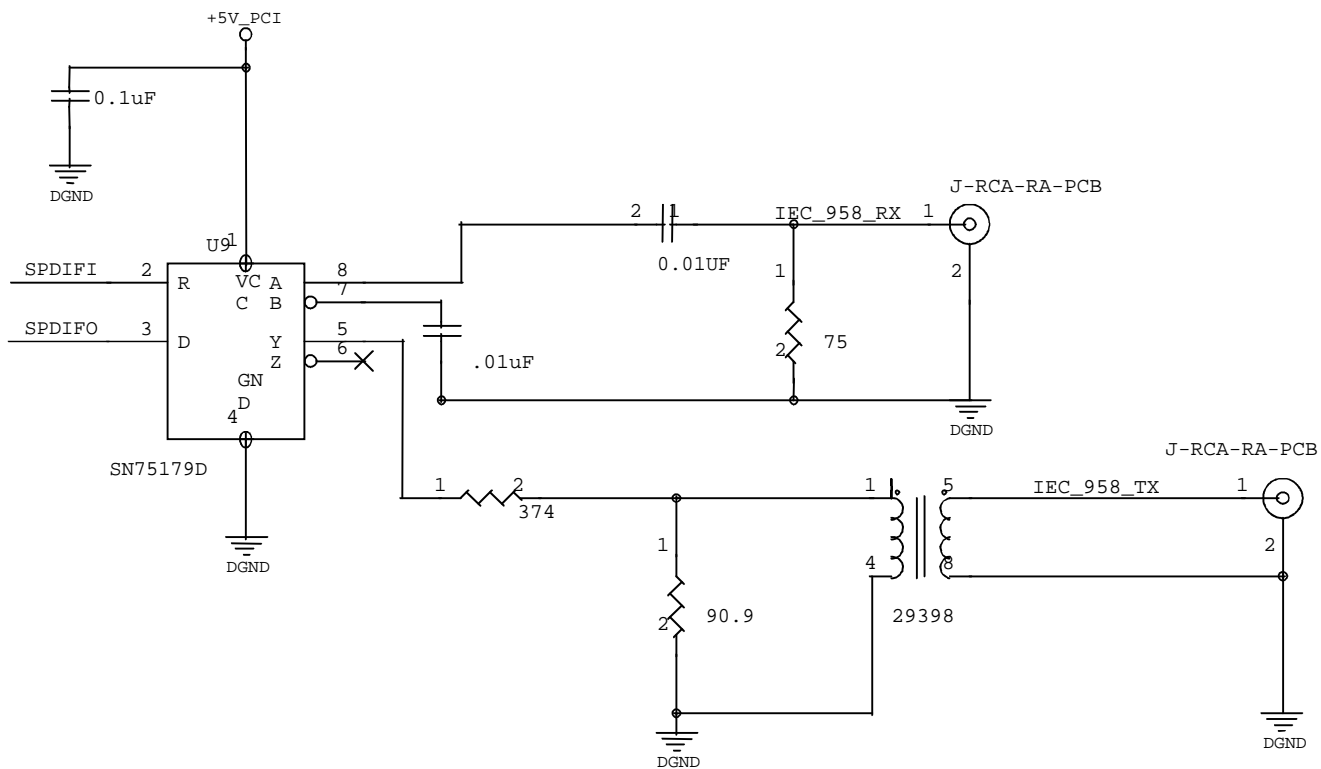 +5V_PCI
0.1uF
DGND
J-RCA-RA-PCB
2 1 IEC_958_RX 1
U9 1
0.01UF
SPDIFI 2 R VC A 8
1 2
C B 7
SPDIFO 3 D Y 5
.01uF
2 75
Z 6
GN
D
4
DGND
SN75179D
J-RCA-RA-PCB
1 2 1 5 IEC_958_TX 1
374
1 2
4 8
DGND
2 90.9 29398
DGND
DGND